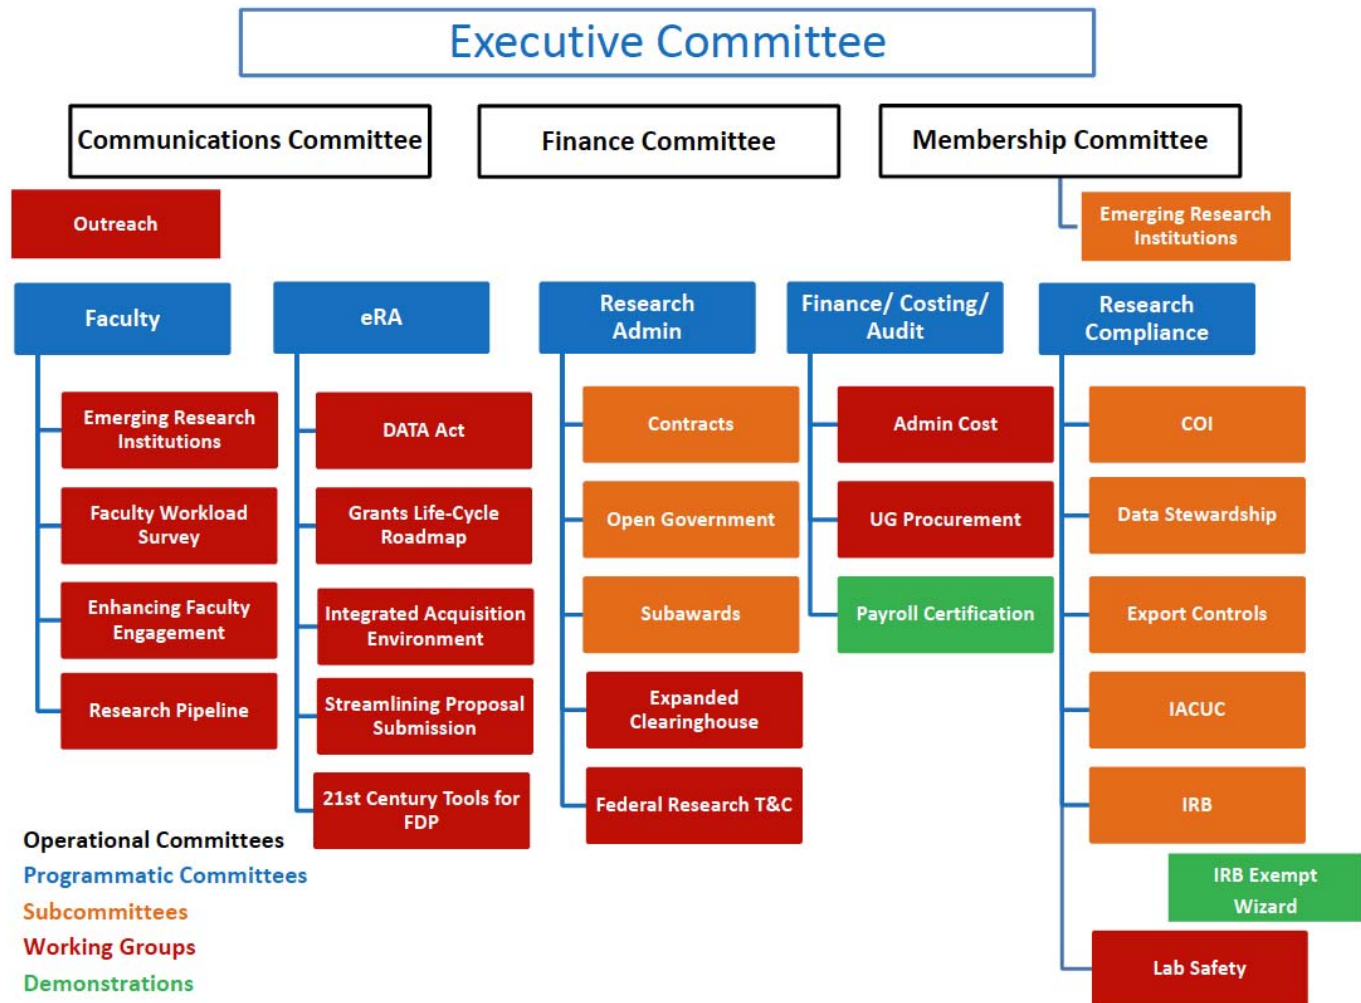 Executive Committee
Communications Committee
Finance Committee
Membership Committee
Outreach
Emerging Research
Institutions
Faculty
eRA
Research
Admin
Finance/ Costing/
Audit
Research
Compliance
Emerging Research
Institutions
Faculty Workload
Survey
Enhancing Faculty
Engagement
Research Pipeline
DATA Act
Grants Life-Cycle
Roadmap
Integrated Acquisition
Environment
Streamlining Proposal
Submission
21st Century Tools for
FDP
Contracts
Open Government
Subawards
Expanded
Clearinghouse
Federal Research T&C
Admin Cost
UG Procurement
Payroll Certification
COI
Data Stewardship
Export Controls
IACUC
IRB
IRB Exempt
Wizard
Lab Safety
Operational Committees
Programmatic Committees
Subcommittees
Working Groups
Demonstrations